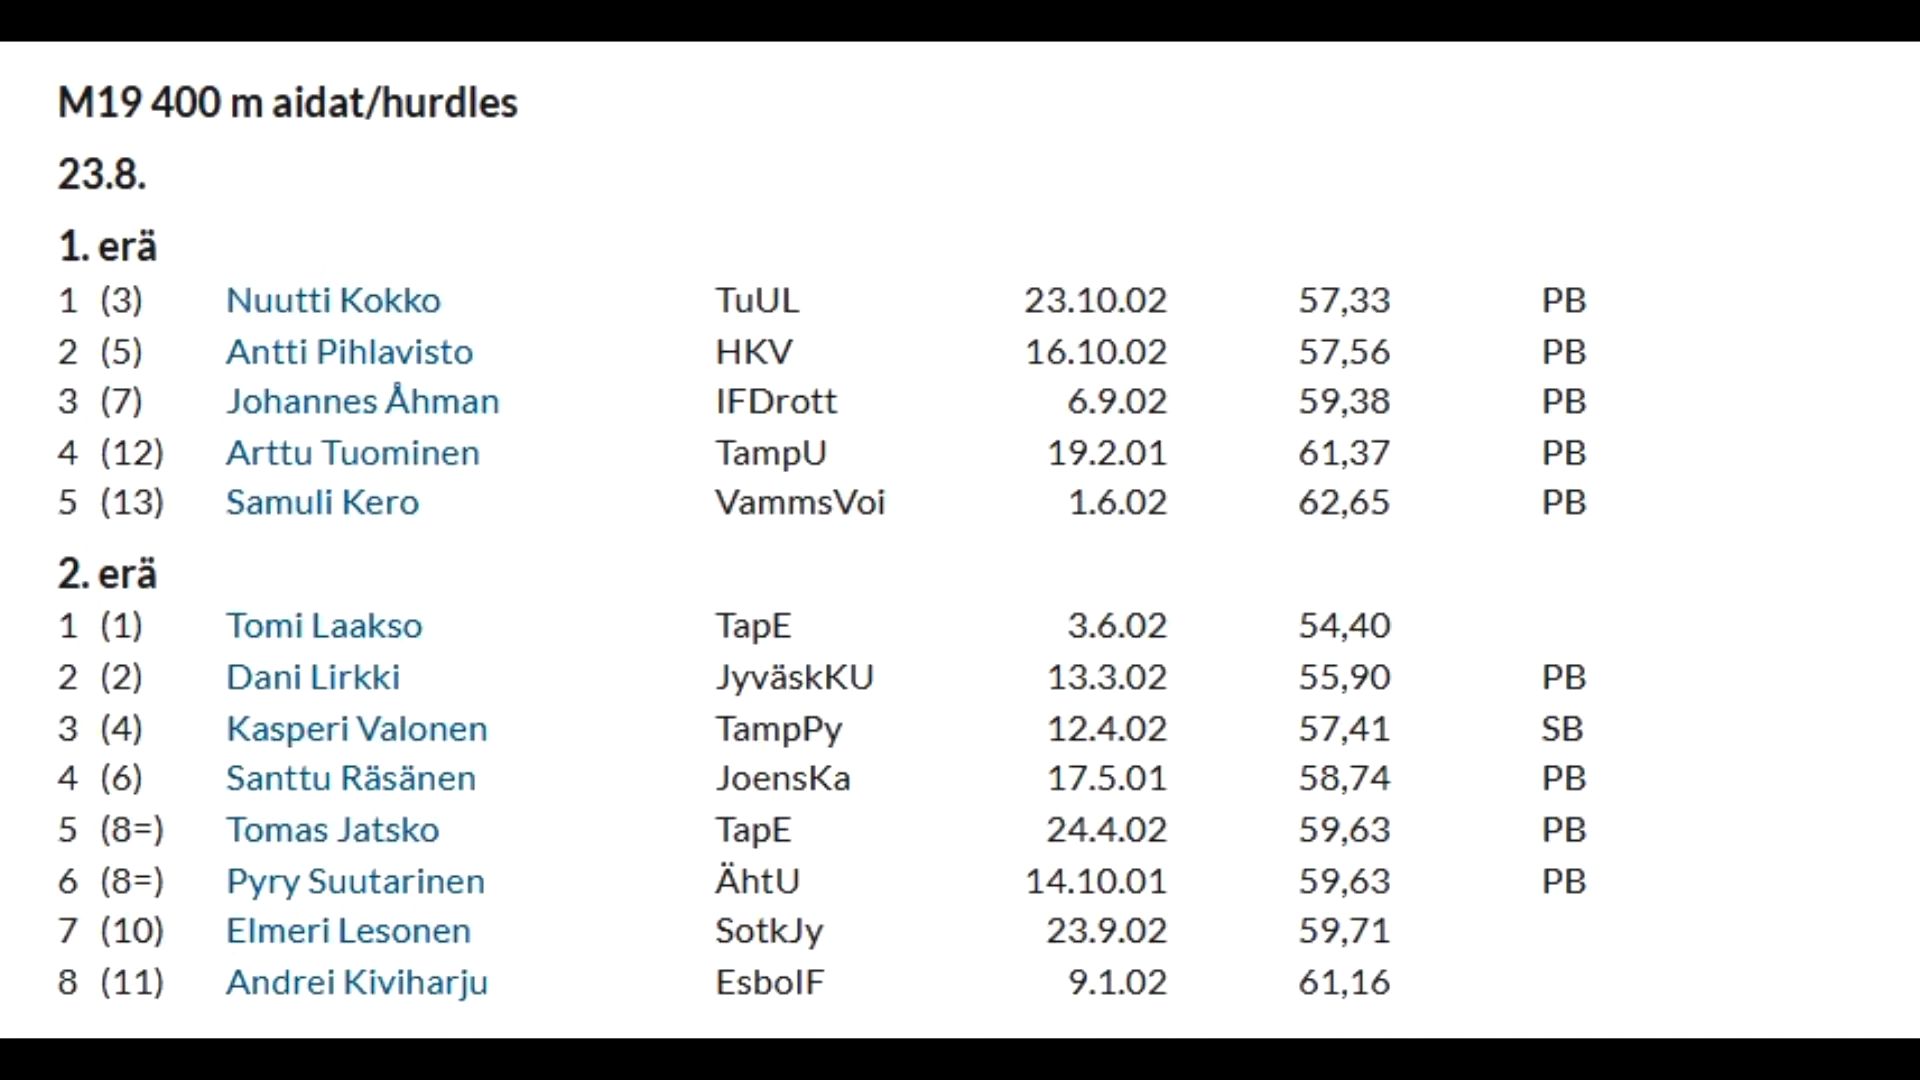 M19 400 m aidat/hurdles
23.8.
1. erä
1 (3) Nuutti Kokko TuUL 23.10.02 57,33 PB
2 (5) Antti Pihlavisto HKV 16.10.02 57,56 PB
3 (7) Johannes Åhman IFDrott 6.9.02 59,38 PB
4 (12) Arttu Tuominen TampU 19.2.01 61,37 PB
5 (13) Samuli Kero VammsVoi 1.6.02 62,65 PB
2. erä
1 (1) Tomi Laakso TapE 3.6.02 54,40
2 (2) Dani Lirkki JyväskKU 13.3.02 55,90 PB
3 (4) Kasperi Valonen TampPy 12.4.02 57,41 SB
4 (6) Santtu Räsänen JoensKa 17.5.01 58,74 PB
5 (8=) Tomas Jatsko TapE 24.4.02 59,63 PB
6 (8=) Pyry Suutarinen ÄhtU 14.10.01 59,63 PB
7 (10) Elmeri Lesonen SotkJy 23.9.02 59,71
8 (11) Andrei Kiviharju EsboIF 9.1.02 61,16